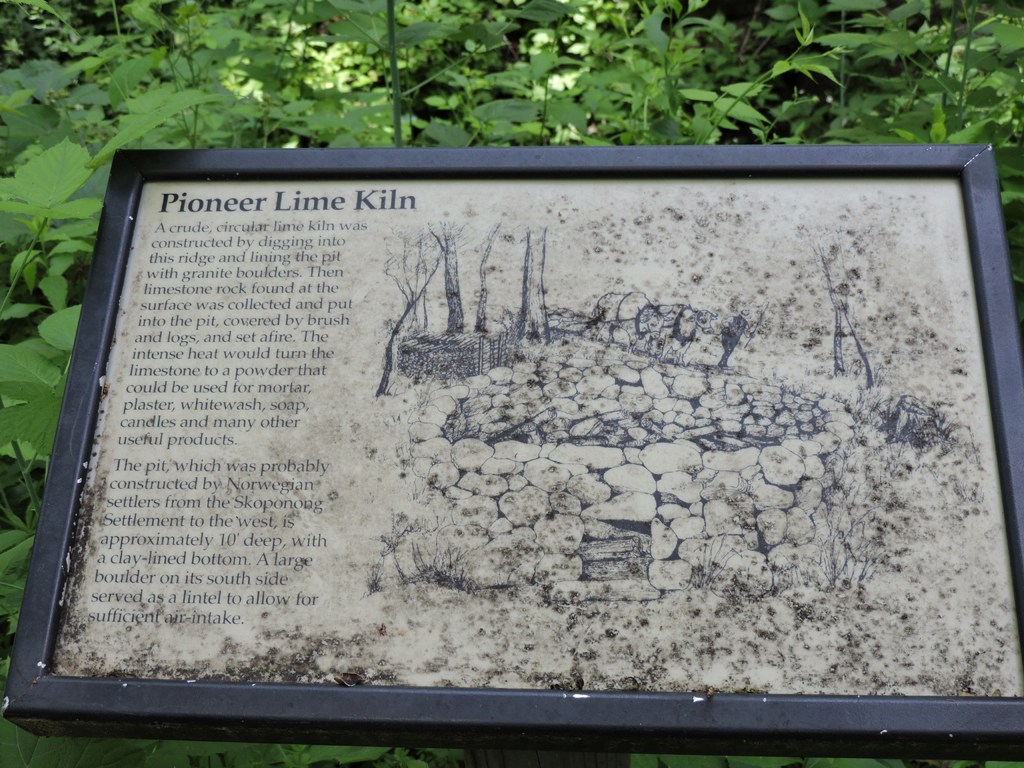 Pioneer Lime Kiln
A crude, circular lime kiln was
constructed by digging into
this ridge and lining the pit
with granite boulders. Then
limestone rock found at the
surface was collected and put
into the pit, covered by brush
and logs, and set afire. The
intense heat would turn the
limestone to a powder that
could be used for mortar,
plaster, whitewash, soap,
candles and many other
useful products.
The pit, which was probably
constructed by Norwegian
settlers from the Skoponong
Settlement to the west, is
approximately 10' deep, with
a clay-lined bottom. A large
boulder on its south side
served as a lintel to allow for
sufficient air-intake.